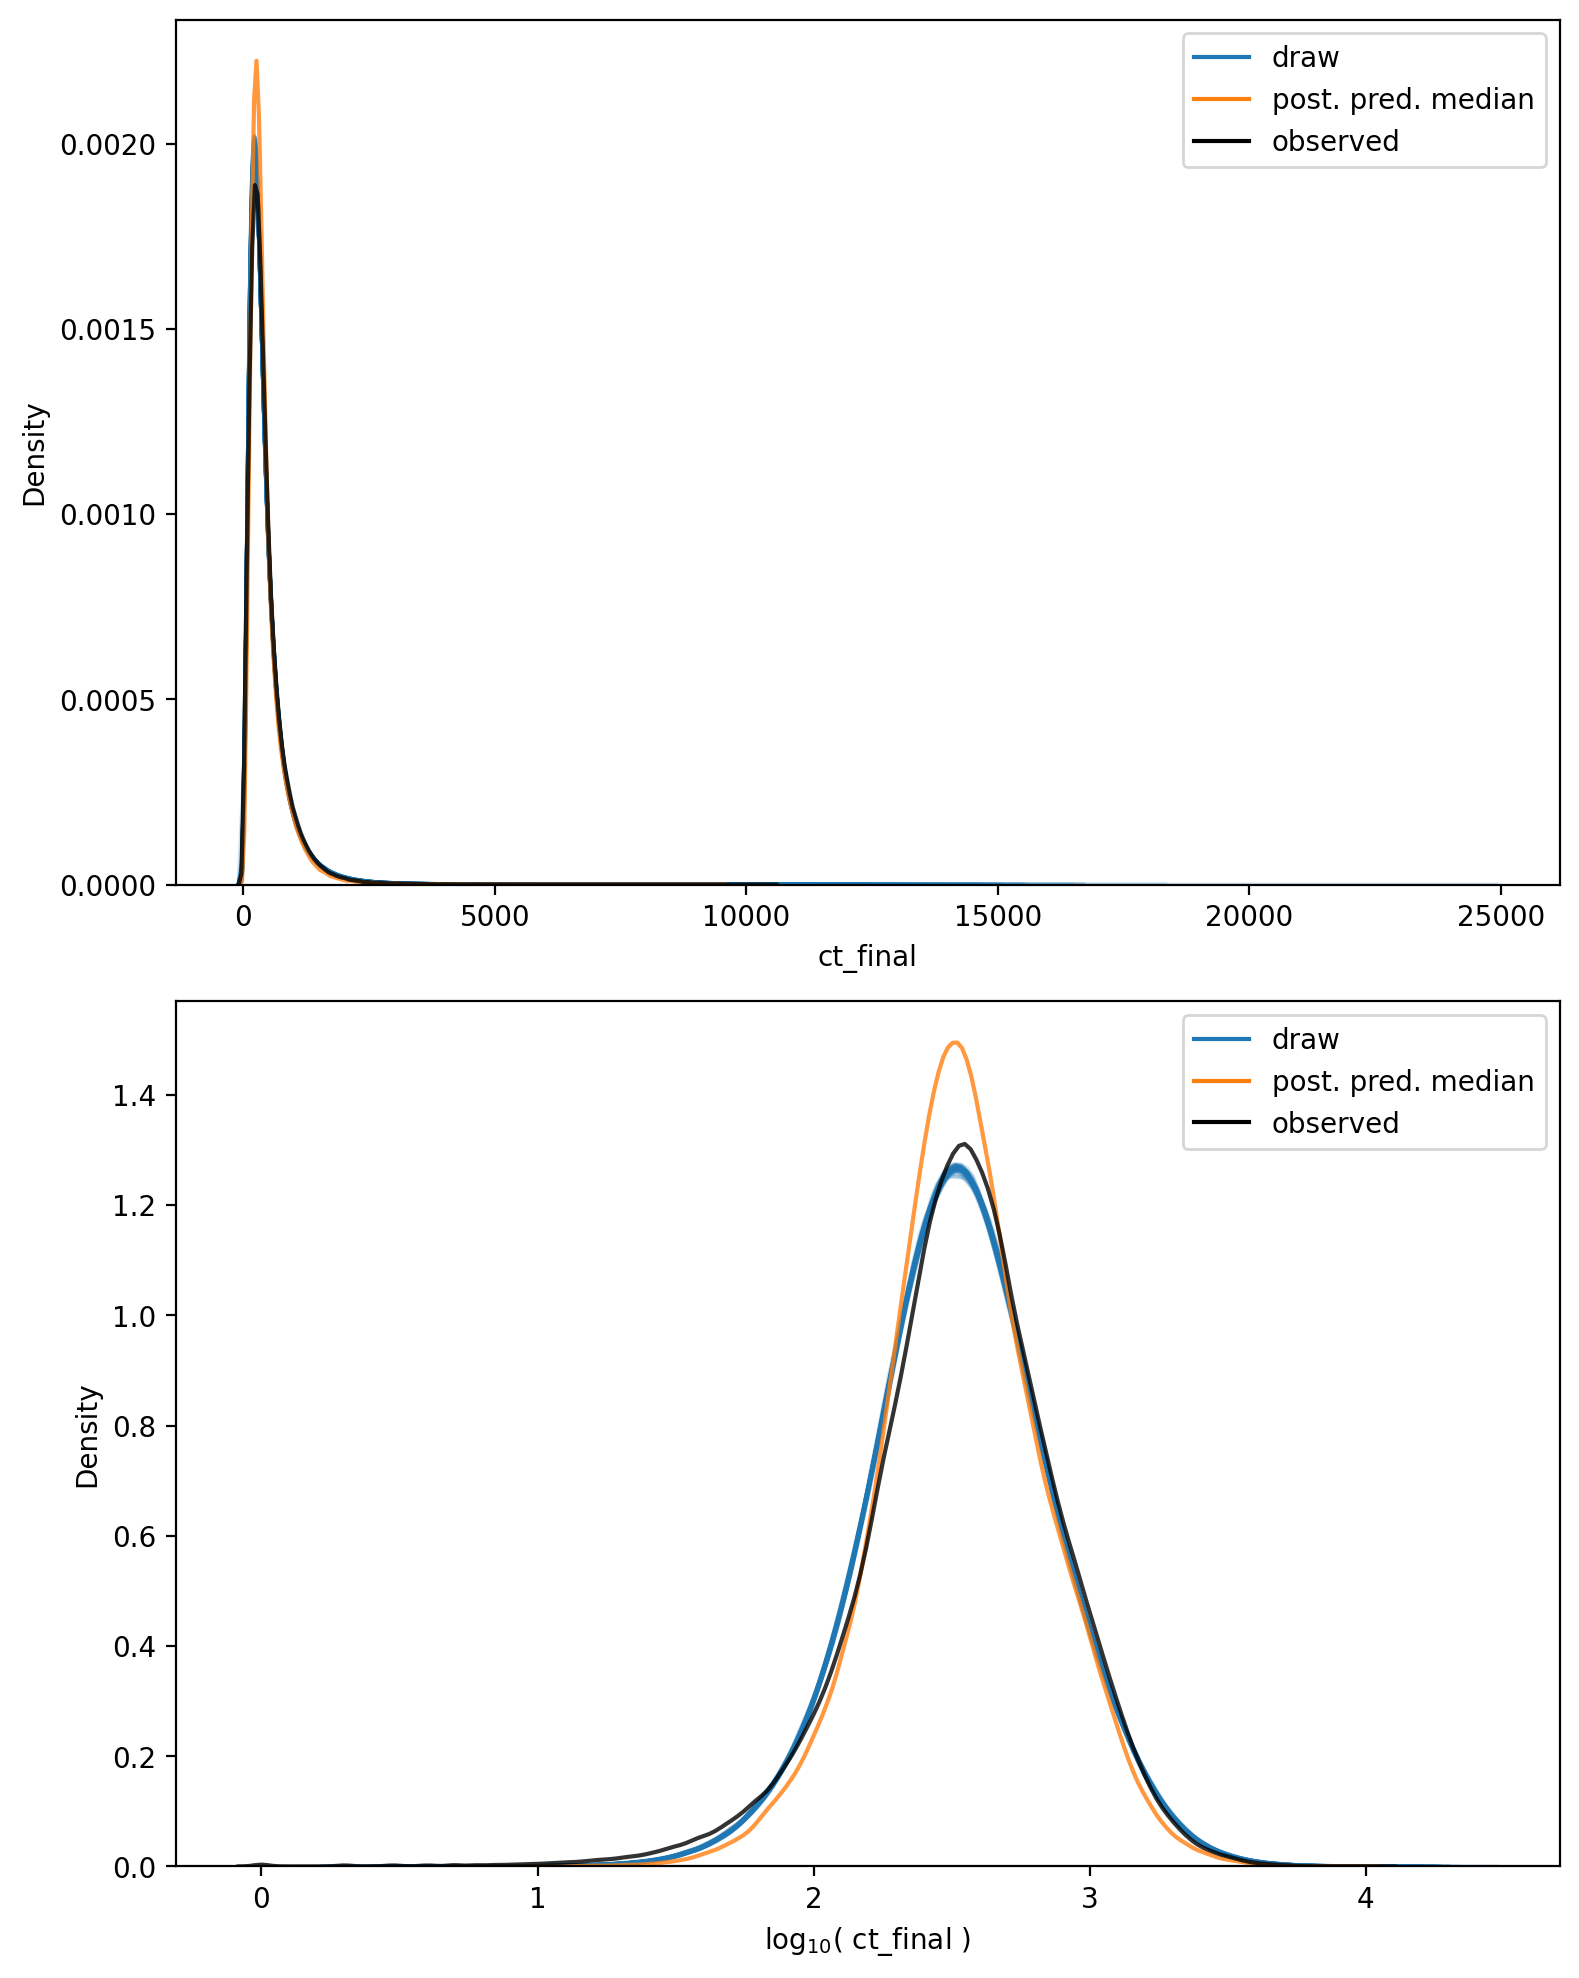 draw
post. pred. median
observed
0.0020
0.0015
0.0010
0.0005
0.0000
Density
0 5000 10000 15000 20000 25000
ct_final
draw
post. pred. median
observed
1.4
1.2
1.0
0.8
0.6
0.4
0.2
0.0
Density
0 1 2 3 4
log₁₀( ct_final )